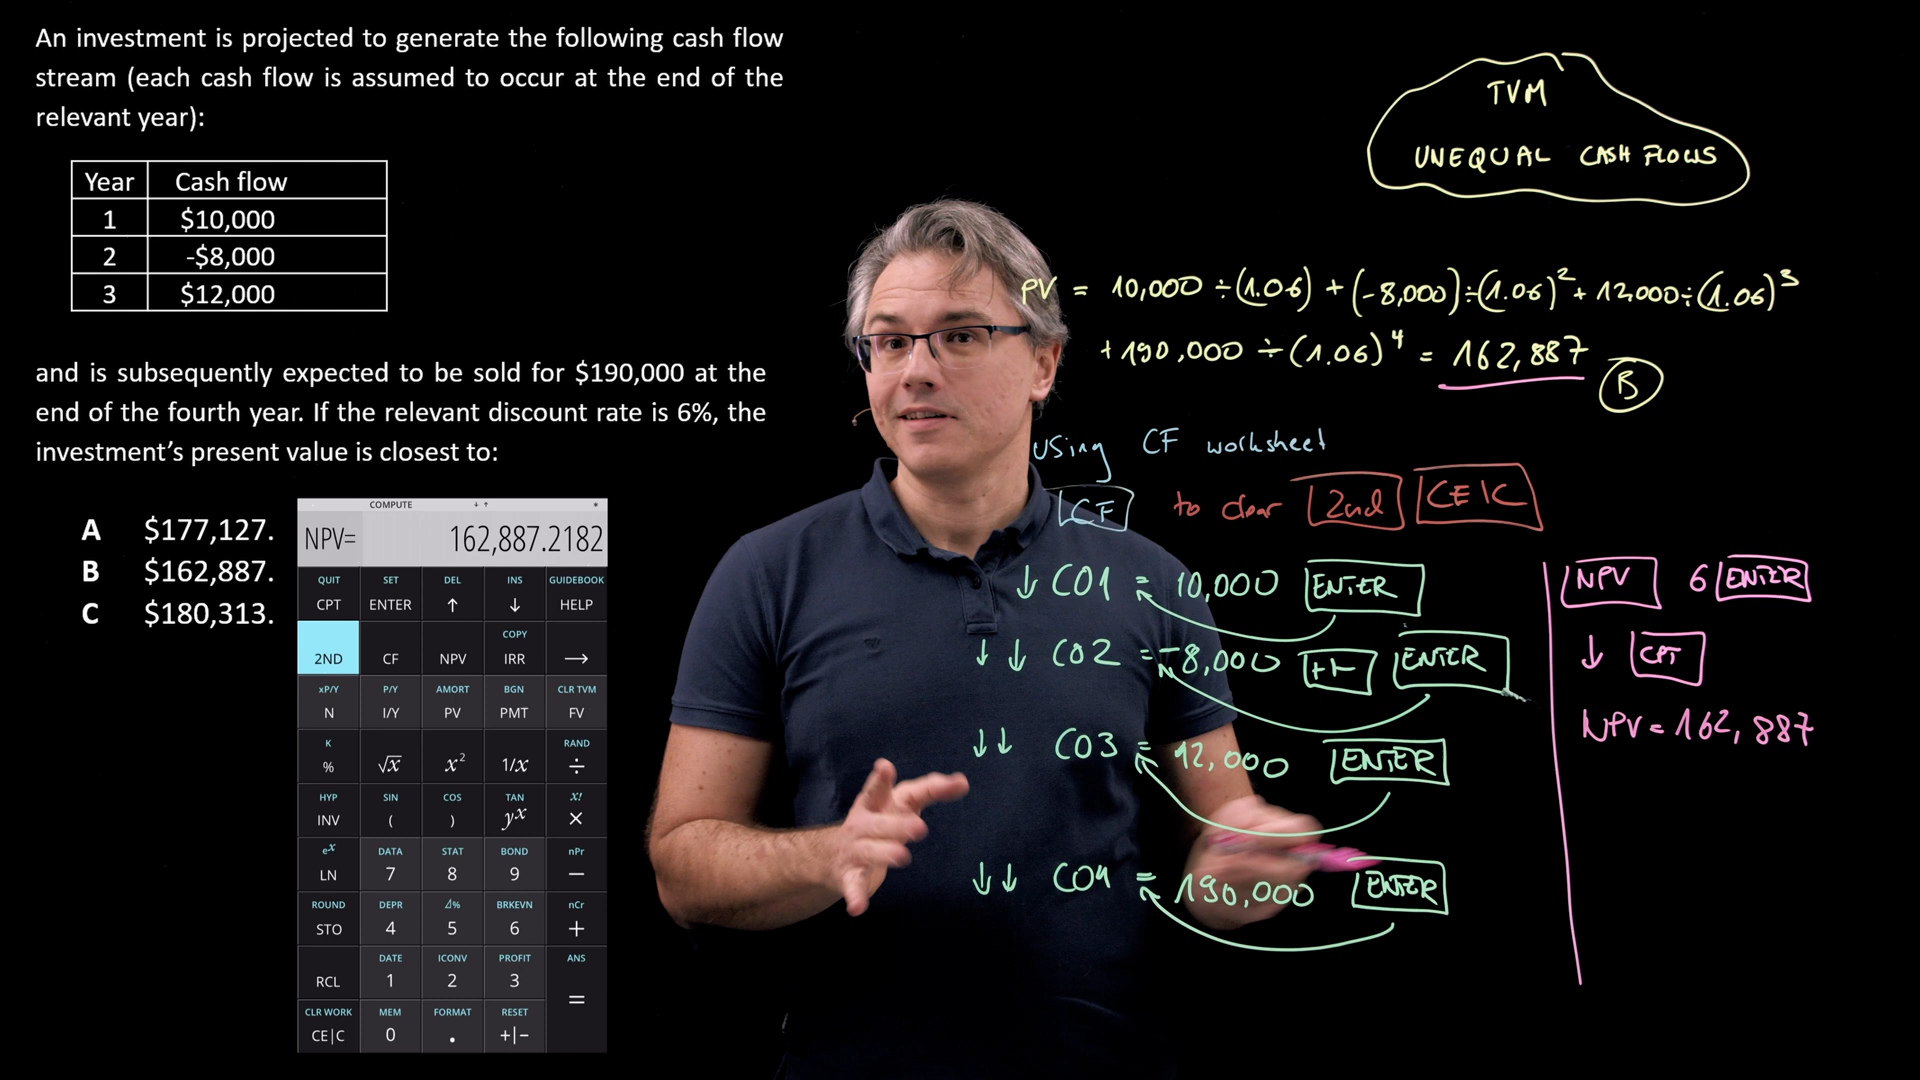 An investment is projected to generate the following cash flow
stream (each cash flow is assumed to occur at the end of the
relevant year):
Year Cash flow
1 $10,000
2 -$8,000
3 $12,000
and is subsequently expected to be sold for $190,000 at the
end of the fourth year. If the relevant discount rate is 6%, the
investment's present value is closest to:
A $177,127.
B $162,887.
C $180,313.
COMPUTE ↓ ↑ *
NPV= 162,887.2182
QUIT SET DEL INS GUIDEBOOK
CPT ENTER ↑ ↓ HELP
COPY
2ND CF NPV IRR →
xP/Y P/Y AMORT BGN CLR TVM
N I/Y PV PMT FV
K RAND
% √x x² 1/x ÷
HYP SIN COS TAN x!
INV ( ) yˣ ×
eˣ DATA STAT BOND nPr
LN 7 8 9 −
ROUND DEPR ⊿% BRKEVN nCr
STO 4 5 6 +
DATE ICONV PROFIT ANS
RCL 1 2 3 =
CLR WORK MEM FORMAT RESET
CE|C 0 . +|−
TVM
UNEQUAL CASH FLOWS
PV = 10,000 ÷ (1.06) + (-8,000) ÷ (1.06)² + 12,000 ÷ (1.06)³
+ 190,000 ÷ (1.06)⁴ = 162,887 B
using CF worksheet
CF to clear 2nd CE|C
↓ C01 = 10,000 ENTER
↓ ↓ C02 = -8,000 +|- ENTER
↓ ↓ C03 = 12,000 ENTER
↓ ↓ C04 = 190,000 ENTER
NPV 6 ENTER
↓ CPT
NPV = 162,887